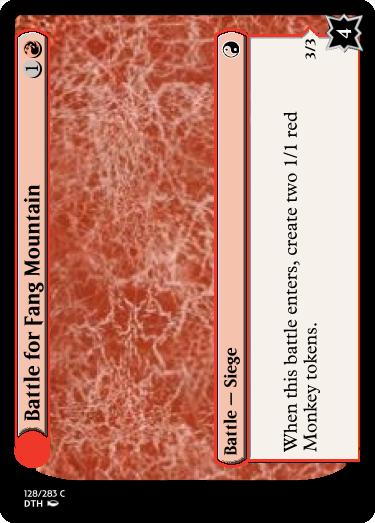 Battle for Fang Mountain
1
Battle — Siege
When this battle enters, create two 1/1 red
Monkey tokens.
3/3
4
128/283 C
DTH